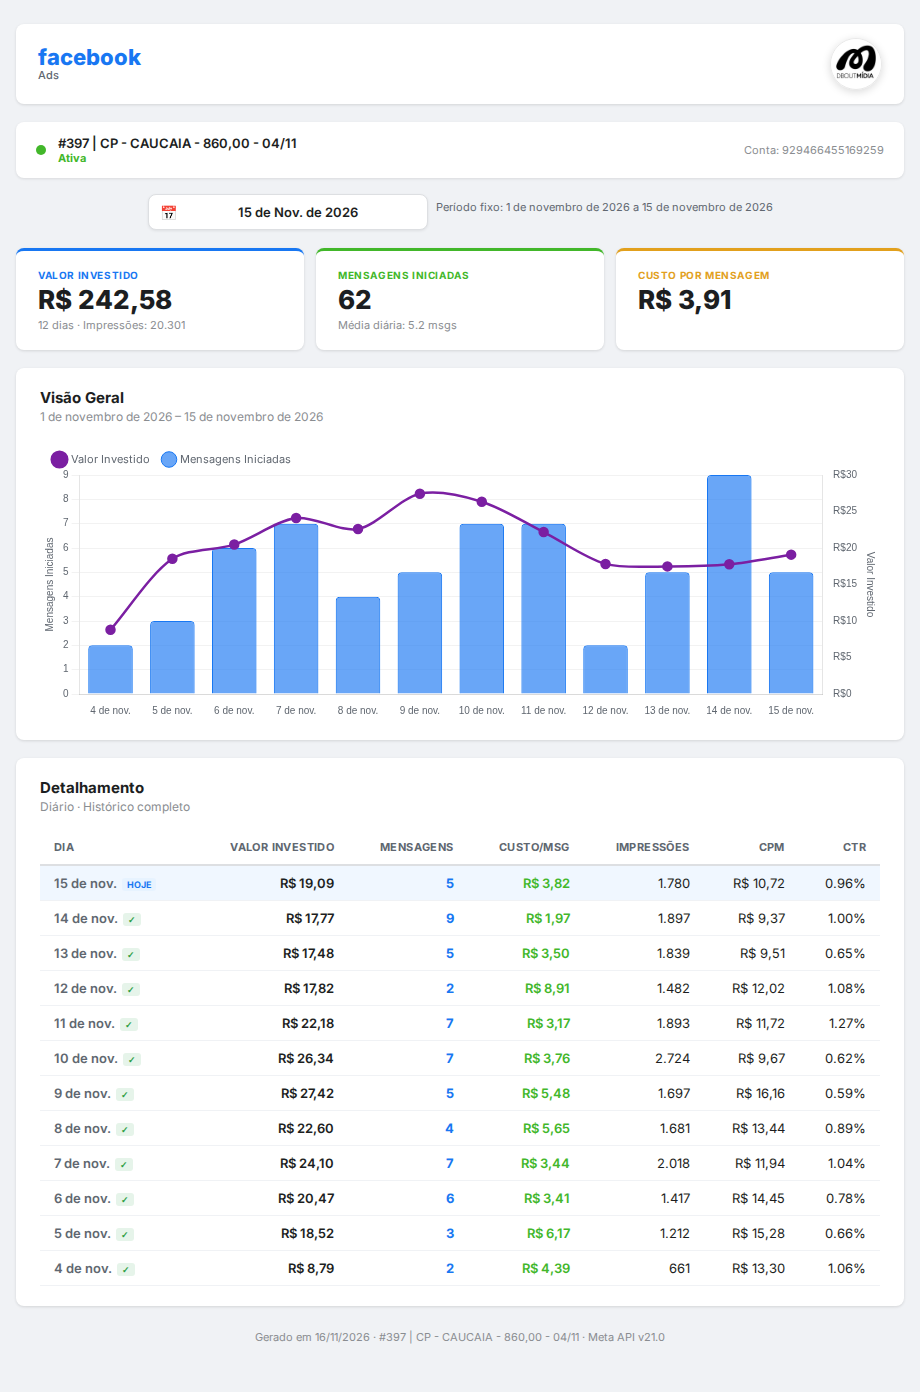 facebook
Ads
DBOUTMÍDIA
#397 | CP - CAUCAIA - 860,00 - 04/11
Ativa
Conta: 929466455169259
15 de Nov. de 2026
Período fixo: 1 de novembro de 2026 a 15 de novembro de 2026
VALOR INVESTIDO
R$ 242,58
12 dias · Impressões: 20.301
MENSAGENS INICIADAS
62
Média diária: 5.2 msgs
CUSTO POR MENSAGEM
R$ 3,91
Visão Geral
1 de novembro de 2026 – 15 de novembro de 2026
Valor Investido
Mensagens Iniciadas
Mensagens Iniciadas
9
8
7
6
5
4
3
2
1
0
R$30
R$25
R$20
R$15
R$10
R$5
R$0
Valor Investido
4 de nov. 5 de nov. 6 de nov. 7 de nov. 8 de nov. 9 de nov. 10 de nov. 11 de nov. 12 de nov. 13 de nov. 14 de nov. 15 de nov.
Detalhamento
Diário · Histórico completo
DIA VALOR INVESTIDO MENSAGENS CUSTO/MSG IMPRESSÕES CPM CTR
15 de nov. HOJE R$ 19,09 5 R$ 3,82 1.780 R$ 10,72 0.96%
14 de nov. ✓ R$ 17,77 9 R$ 1,97 1.897 R$ 9,37 1.00%
13 de nov. ✓ R$ 17,48 5 R$ 3,50 1.839 R$ 9,51 0.65%
12 de nov. ✓ R$ 17,82 2 R$ 8,91 1.482 R$ 12,02 1.08%
11 de nov. ✓ R$ 22,18 7 R$ 3,17 1.893 R$ 11,72 1.27%
10 de nov. ✓ R$ 26,34 7 R$ 3,76 2.724 R$ 9,67 0.62%
9 de nov. ✓ R$ 27,42 5 R$ 5,48 1.697 R$ 16,16 0.59%
8 de nov. ✓ R$ 22,60 4 R$ 5,65 1.681 R$ 13,44 0.89%
7 de nov. ✓ R$ 24,10 7 R$ 3,44 2.018 R$ 11,94 1.04%
6 de nov. ✓ R$ 20,47 6 R$ 3,41 1.417 R$ 14,45 0.78%
5 de nov. ✓ R$ 18,52 3 R$ 6,17 1.212 R$ 15,28 0.66%
4 de nov. ✓ R$ 8,79 2 R$ 4,39 661 R$ 13,30 1.06%
Gerado em 16/11/2026 · #397 | CP - CAUCAIA - 860,00 - 04/11 · Meta API v21.0